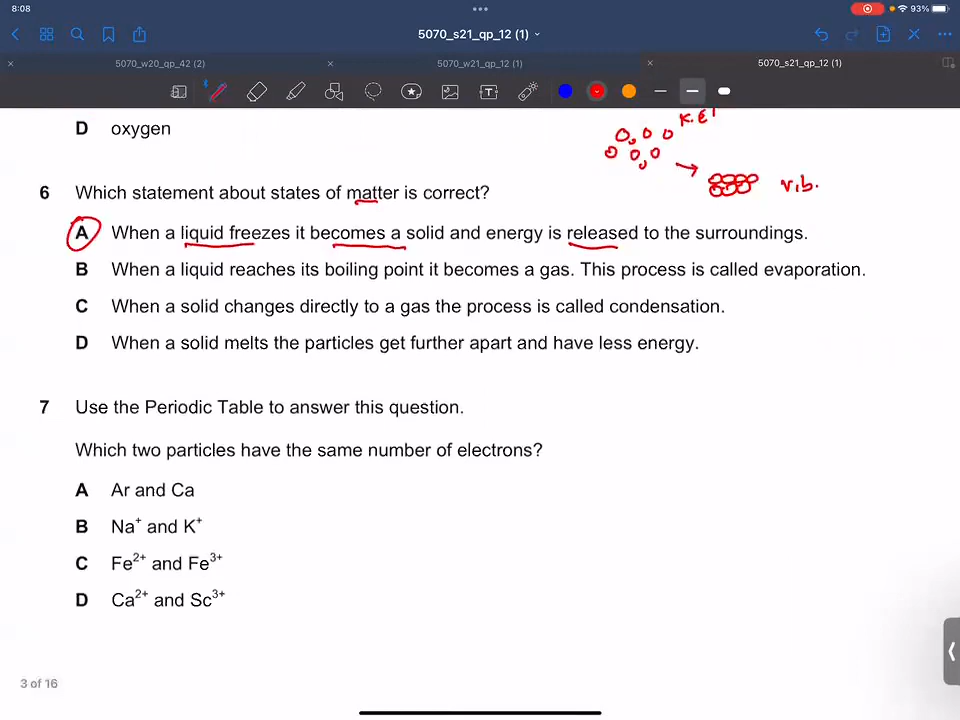 8:08
93%
5070_s21_qp_12 (1)
5070_w20_qp_42 (2)
5070_w21_qp_12 (1)
5070_s21_qp_12 (1)
D oxygen
K.E
vib.
6 Which statement about states of matter is correct?
A When a liquid freezes it becomes a solid and energy is released to the surroundings.
B When a liquid reaches its boiling point it becomes a gas. This process is called evaporation.
C When a solid changes directly to a gas the process is called condensation.
D When a solid melts the particles get further apart and have less energy.
7 Use the Periodic Table to answer this question.
Which two particles have the same number of electrons?
A Ar and Ca
B Na⁺ and K⁺
C Fe²⁺ and Fe³⁺
D Ca²⁺ and Sc³⁺
3 of 16